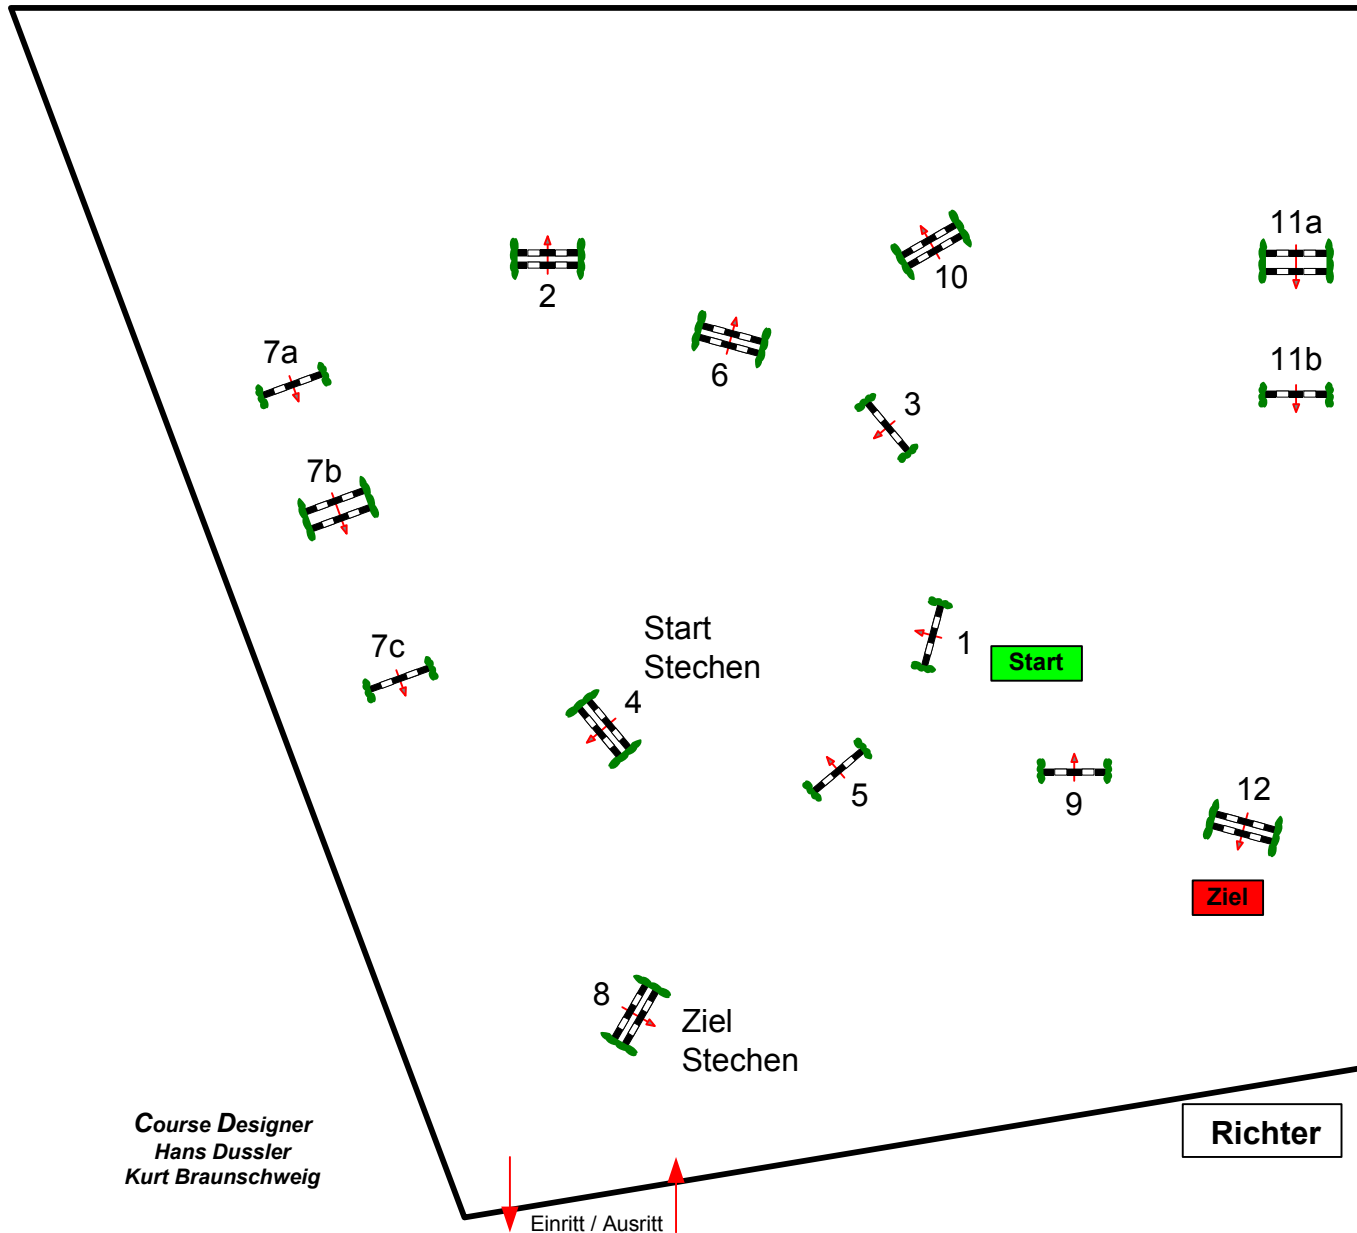 11a
2
10
7a
6
11b
3
7b
Start
Stechen
1
Start
7c
4
5
9
12
Ziel
8
Ziel
Stechen
Course Designer
Hans Dussler
Kurt Braunschweig
Richter
Einritt / Ausritt